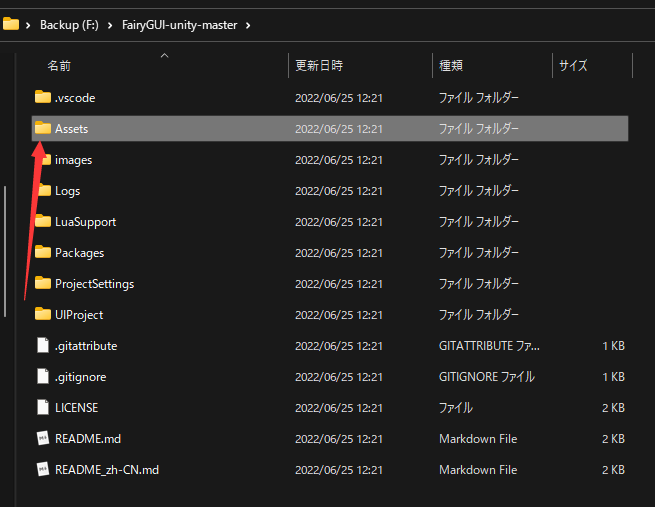 Backup (F:) > FairyGUI-unity-master >
名前 更新日時 種類 サイズ
.vscode 2022/06/25 12:21 ファイル フォルダー
Assets 2022/06/25 12:21 ファイル フォルダー
images 2022/06/25 12:21 ファイル フォルダー
Logs 2022/06/25 12:21 ファイル フォルダー
LuaSupport 2022/06/25 12:21 ファイル フォルダー
Packages 2022/06/25 12:21 ファイル フォルダー
ProjectSettings 2022/06/25 12:21 ファイル フォルダー
UIProject 2022/06/25 12:21 ファイル フォルダー
.gitattribute 2022/06/25 12:21 GITATTRIBUTE ファ... 1 KB
.gitignore 2022/06/25 12:21 GITIGNORE ファイル 1 KB
LICENSE 2022/06/25 12:21 ファイル 2 KB
README.md 2022/06/25 12:21 Markdown File 2 KB
README_zh-CN.md 2022/06/25 12:21 Markdown File 2 KB